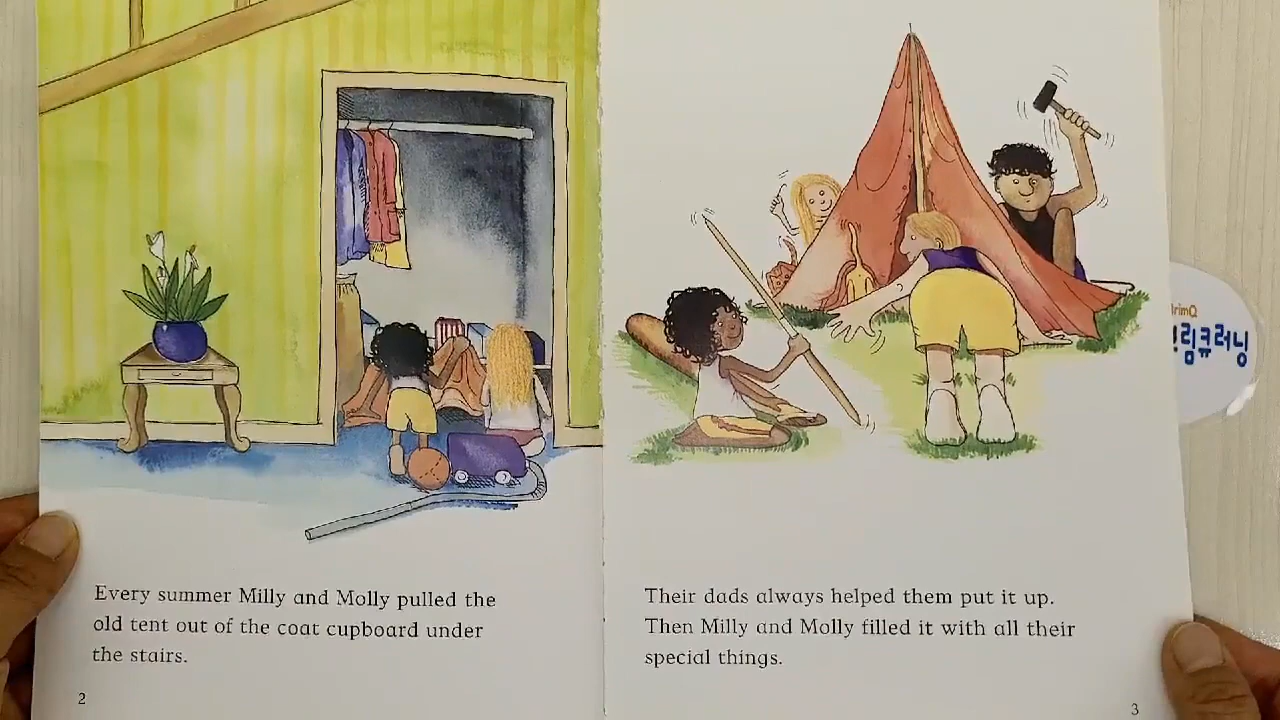 Every summer Milly and Molly pulled the
old tent out of the coat cupboard under
the stairs.
2
Their dads always helped them put it up.
Then Milly and Molly filled it with all their
special things.
3